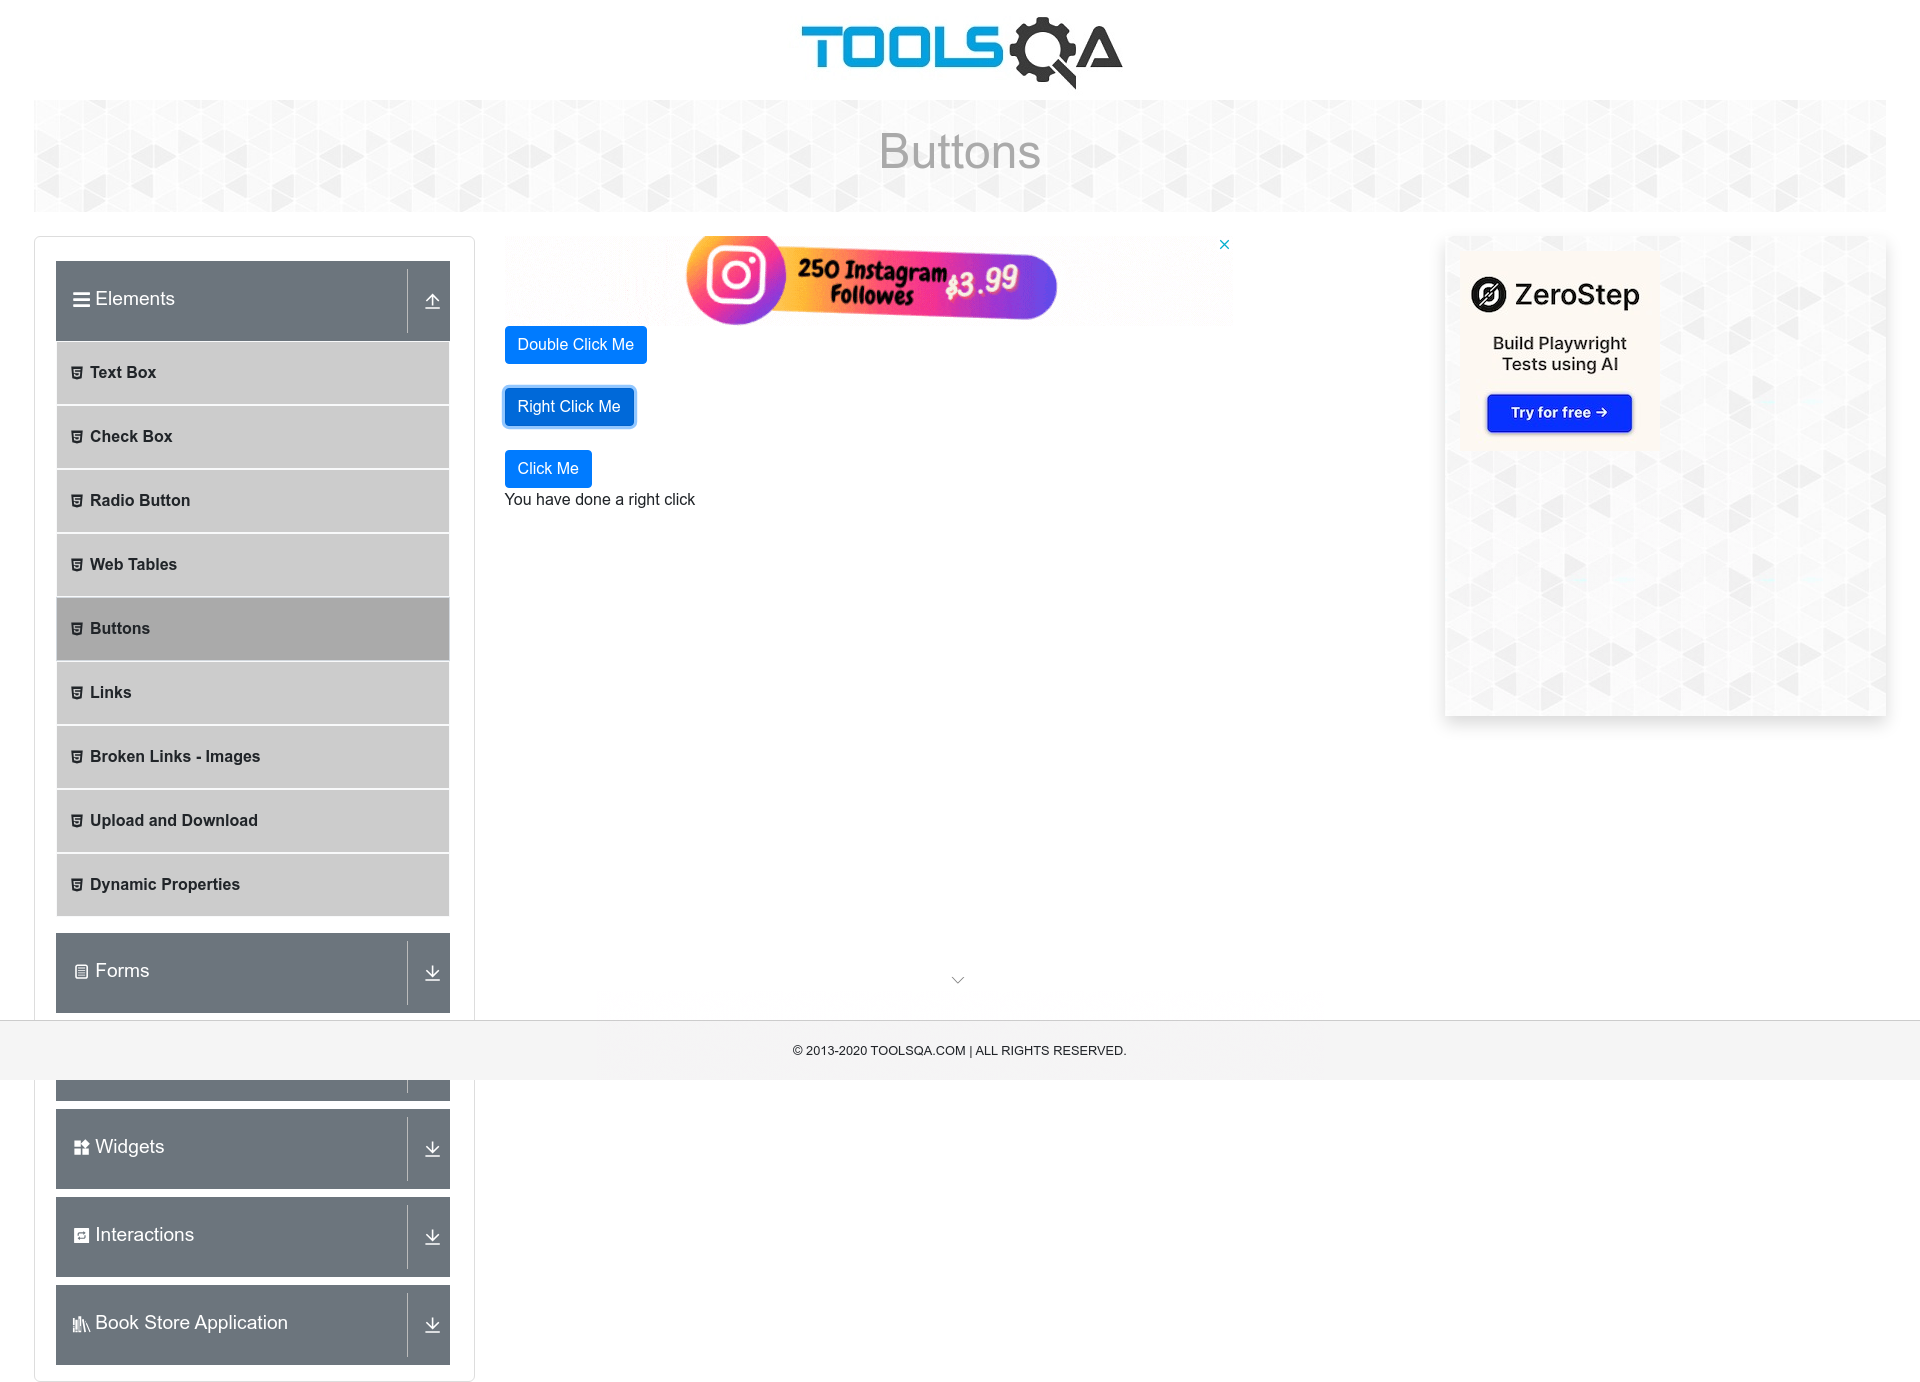 TOOLSQA
Buttons
Elements
Text Box
Check Box
Radio Button
Web Tables
Buttons
Links
Broken Links - Images
Upload and Download
Dynamic Properties
Forms
Widgets
Interactions
Book Store Application
250 Instagram
Followes
$3.99
Double Click Me
Right Click Me
Click Me
You have done a right click
ZeroStep
Build Playwright
Tests using AI
Try for free →
© 2013-2020 TOOLSQA.COM | ALL RIGHTS RESERVED.